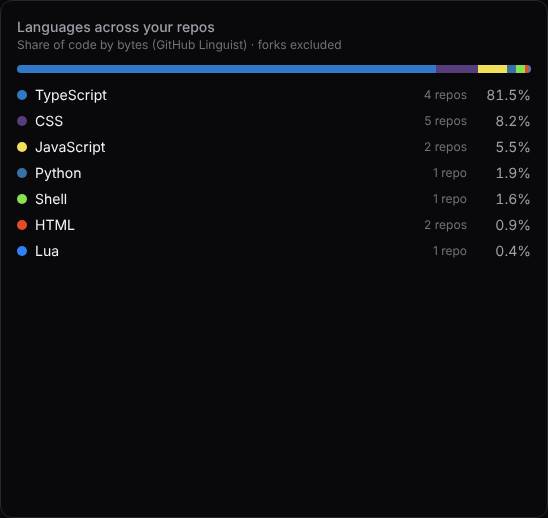 Languages across your repos
Share of code by bytes (GitHub Linguist) · forks excluded
TypeScript 4 repos 81.5%
CSS 5 repos 8.2%
JavaScript 2 repos 5.5%
Python 1 repo 1.9%
Shell 1 repo 1.6%
HTML 2 repos 0.9%
Lua 1 repo 0.4%